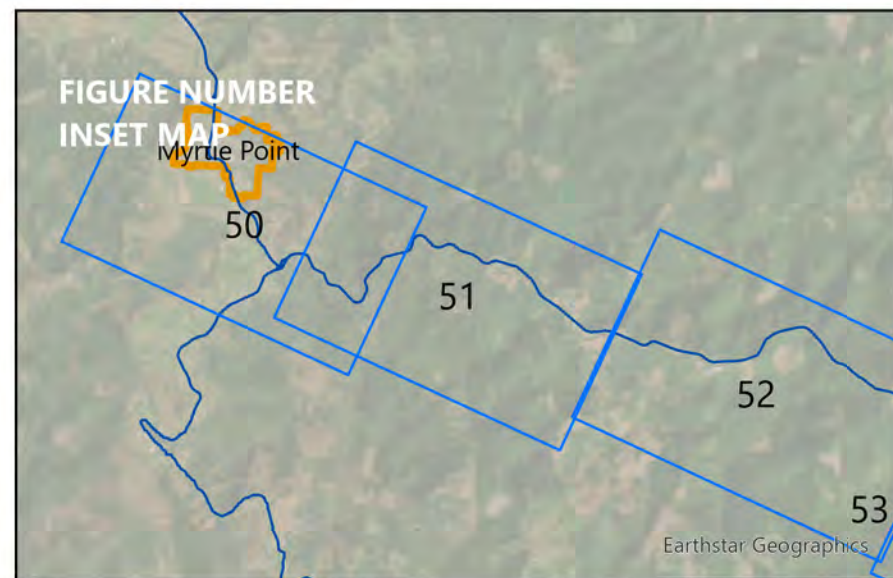 FIGURE NUMBER
INSET MAP
Myrtle Point
50
51
52
53
Earthstar Geographics